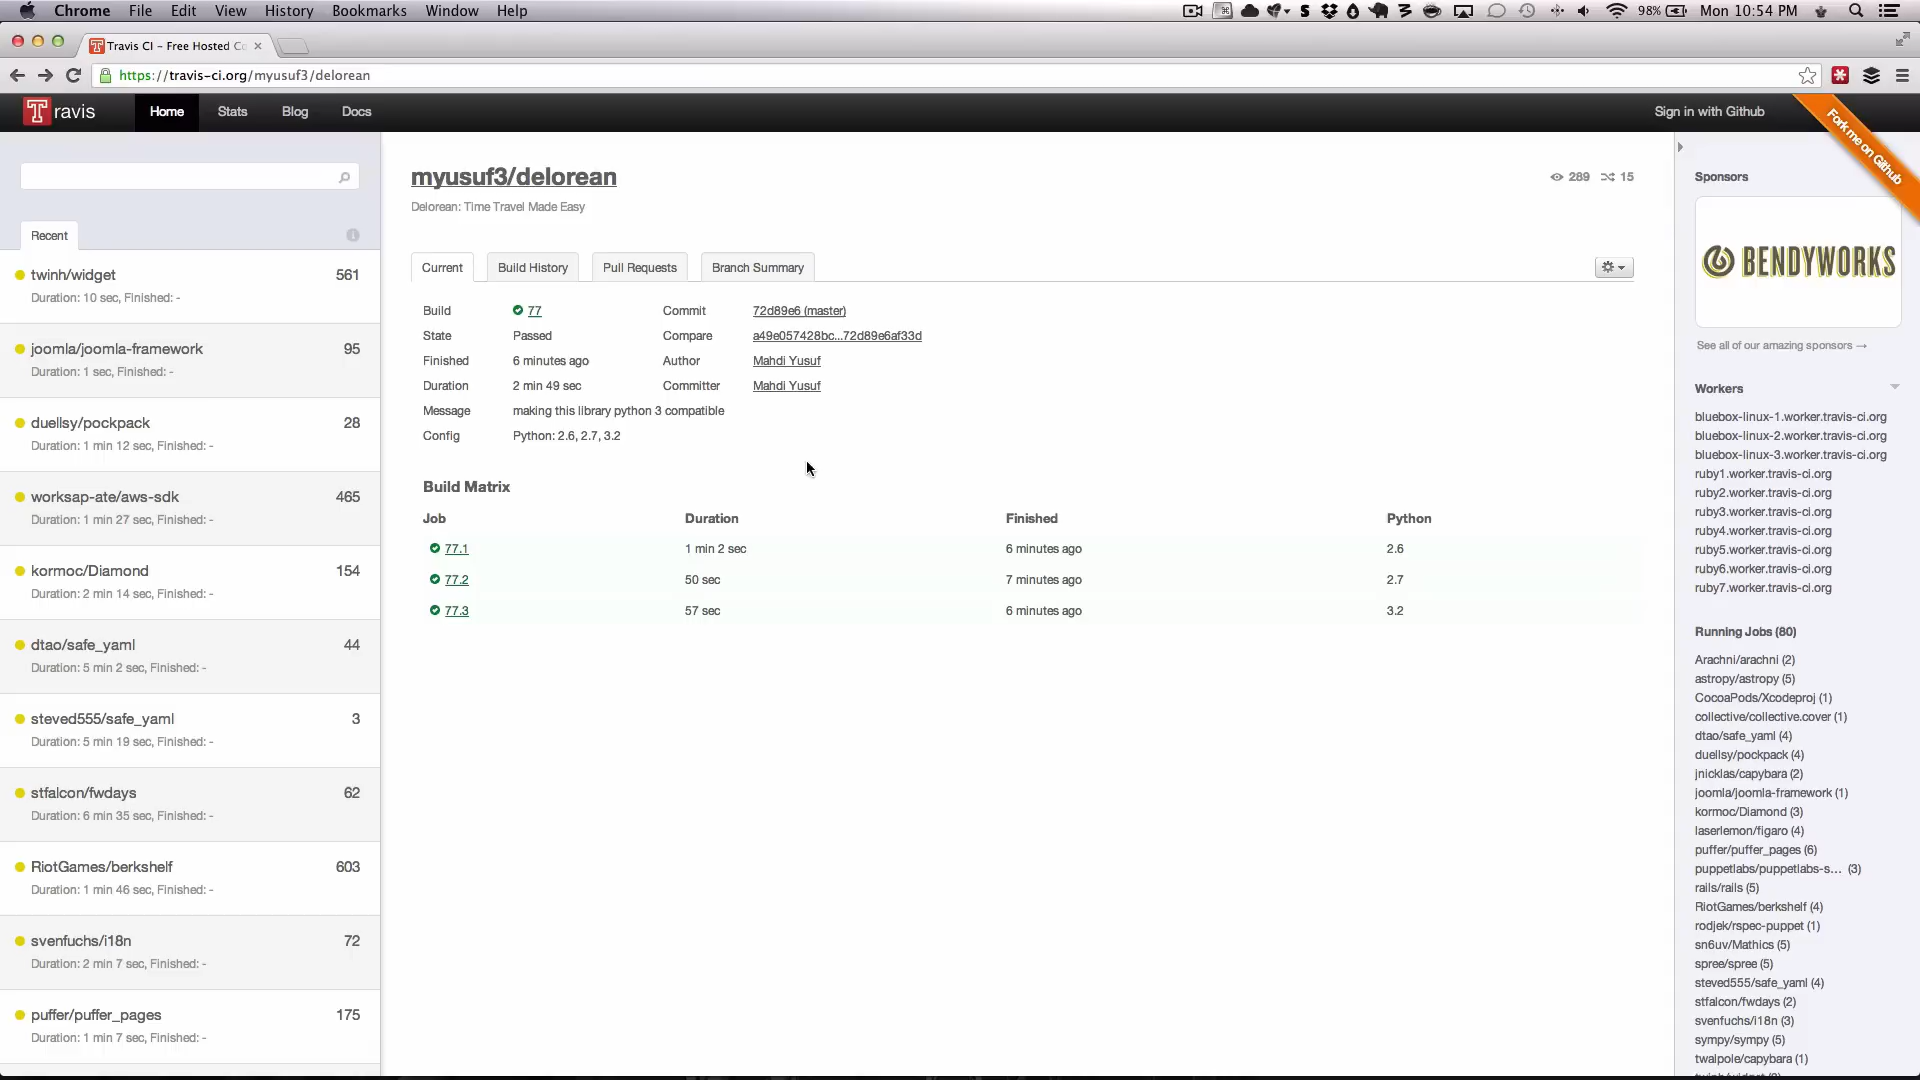 Chrome File Edit View History Bookmarks Window Help 98% Mon 10:54 PM
Travis CI – Free Hosted Co
https://travis-ci.org/myusuf3/delorean
Travis Home Stats Blog Docs Sign in with Github
Fork me on Github
Recent
twinh/widget 561
Duration: 10 sec, Finished: -
joomla/joomla-framework 95
Duration: 1 sec, Finished: -
duellsy/pockpack 28
Duration: 1 min 12 sec, Finished: -
worksap-ate/aws-sdk 465
Duration: 1 min 27 sec, Finished: -
kormoc/Diamond 154
Duration: 2 min 14 sec, Finished: -
dtao/safe_yaml 44
Duration: 5 min 2 sec, Finished: -
steved555/safe_yaml 3
Duration: 5 min 19 sec, Finished: -
stfalcon/fwdays 62
Duration: 6 min 35 sec, Finished: -
RiotGames/berkshelf 603
Duration: 1 min 46 sec, Finished: -
svenfuchs/i18n 72
Duration: 2 min 7 sec, Finished: -
puffer/puffer_pages 175
Duration: 1 min 7 sec, Finished: -
myusuf3/delorean 289 15
Delorean: Time Travel Made Easy
Current Build History Pull Requests Branch Summary
Build 77 Commit 72d89e6 (master)
State Passed Compare a49e057428bc...72d89e6af33d
Finished 6 minutes ago Author Mahdi Yusuf
Duration 2 min 49 sec Committer Mahdi Yusuf
Message making this library python 3 compatible
Config Python: 2.6, 2.7, 3.2
Build Matrix
Job Duration Finished Python
77.1 1 min 2 sec 6 minutes ago 2.6
77.2 50 sec 7 minutes ago 2.7
77.3 57 sec 6 minutes ago 3.2
Sponsors
BENDYWORKS
See all of our amazing sponsors →
Workers
bluebox-linux-1.worker.travis-ci.org
bluebox-linux-2.worker.travis-ci.org
bluebox-linux-3.worker.travis-ci.org
ruby1.worker.travis-ci.org
ruby2.worker.travis-ci.org
ruby3.worker.travis-ci.org
ruby4.worker.travis-ci.org
ruby5.worker.travis-ci.org
ruby6.worker.travis-ci.org
ruby7.worker.travis-ci.org
Running Jobs (80)
Arachni/arachni (2)
astropy/astropy (5)
CocoaPods/Xcodeproj (1)
collective/collective.cover (1)
dtao/safe_yaml (4)
duellsy/pockpack (4)
jnicklas/capybara (2)
joomla/joomla-framework (1)
kormoc/Diamond (3)
laserlemon/figaro (4)
puffer/puffer_pages (6)
puppetlabs/puppetlabs-s... (3)
rails/rails (5)
RiotGames/berkshelf (4)
rodjek/rspec-puppet (1)
sn6uv/Mathics (5)
spree/spree (5)
steved555/safe_yaml (4)
stfalcon/fwdays (2)
svenfuchs/i18n (3)
sympy/sympy (5)
twalpole/capybara (1)